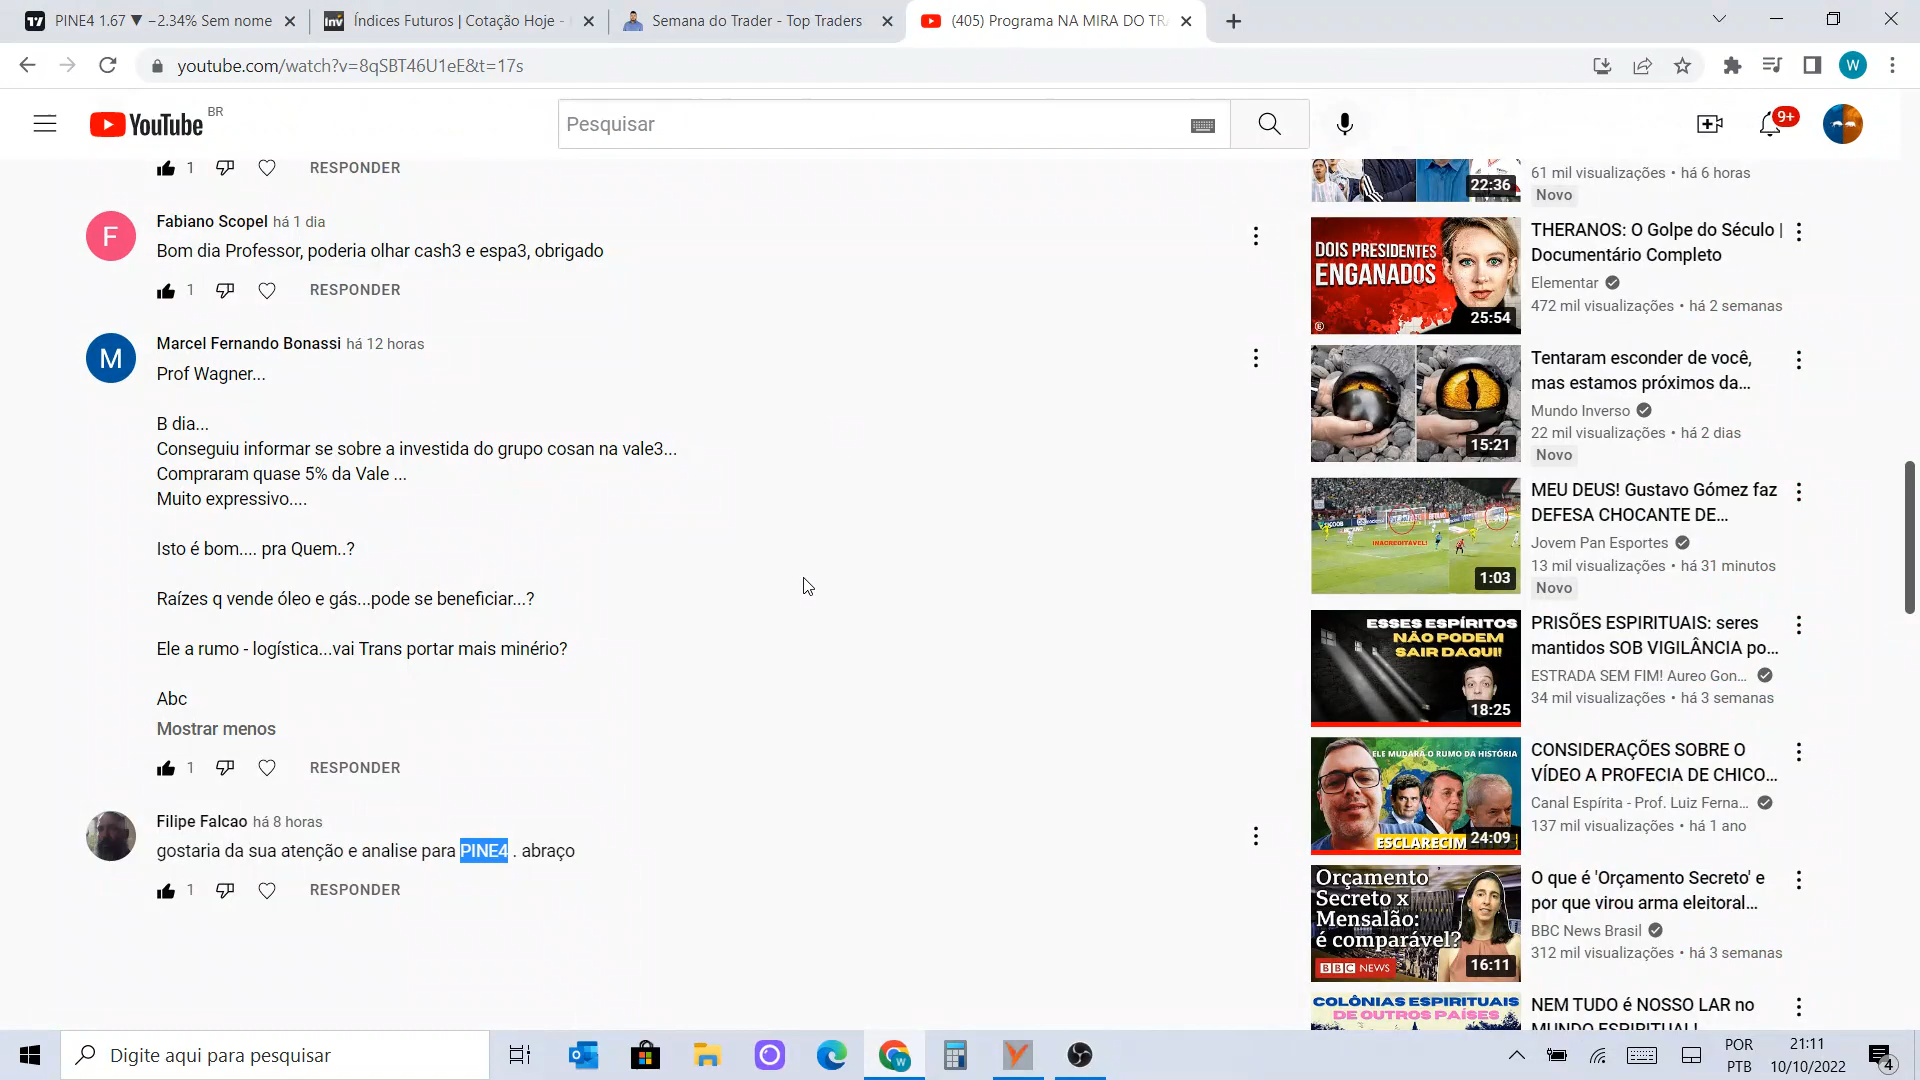 PINE4 1.67 ▼ −2.34% Sem nome
Índices Futuros | Cotação Hoje -
Semana do Trader - Top Traders
(405) Programa NA MIRA DO TR
youtube.com/watch?v=8qSBT46U1eE&t=17s
W
YouTube BR
Pesquisar
9+
1 RESPONDER
F
Fabiano Scopel há 1 dia
Bom dia Professor, poderia olhar cash3 e espa3, obrigado
1 RESPONDER
M
Marcel Fernando Bonassi há 12 horas
Prof Wagner...
B dia...
Conseguiu informar se sobre a investida do grupo cosan na vale3...
Compraram quase 5% da Vale ...
Muito expressivo....
Isto é bom.... pra Quem..?
Raízes q vende óleo e gás...pode se beneficiar...?
Ele a rumo - logística...vai Trans portar mais minério?
Abc
Mostrar menos
1 RESPONDER
Filipe Falcao há 8 horas
gostaria da sua atenção e analise para PINE4 . abraço
1 RESPONDER
22:36
61 mil visualizações • há 6 horas
Novo
DOIS PRESIDENTES
ENGANADOS
25:54
THERANOS: O Golpe do Século |
Documentário Completo
Elementar
472 mil visualizações • há 2 semanas
15:21
Tentaram esconder de você,
mas estamos próximos da...
Mundo Inverso
22 mil visualizações • há 2 dias
Novo
INACREDITÁVEL!
1:03
MEU DEUS! Gustavo Gómez faz
DEFESA CHOCANTE DE...
Jovem Pan Esportes
13 mil visualizações • há 31 minutos
Novo
ESSES ESPÍRITOS
NÃO PODEM
SAIR DAQUI!
18:25
PRISÕES ESPIRITUAIS: seres
mantidos SOB VIGILÂNCIA po...
ESTRADA SEM FIM! Aureo Gon...
34 mil visualizações • há 3 semanas
ELE MUDARÁ O RUMO DA HISTÓRIA
ESCLARECIM
24:09
CONSIDERAÇÕES SOBRE O
VÍDEO A PROFECIA DE CHICO...
Canal Espírita - Prof. Luiz Ferna...
137 mil visualizações • há 1 ano
Orçamento
Secreto x
Mensalão:
é comparável?
BBC NEWS
16:11
O que é 'Orçamento Secreto' e
por que virou arma eleitoral...
BBC News Brasil
312 mil visualizações • há 3 semanas
COLÔNIAS ESPIRITUAIS
DE OUTROS PAÍSES
NEM TUDO é NOSSO LAR no
MUNDO ESPIRITUAL!
Digite aqui para pesquisar
POR
PTB
21:11
10/10/2022
4